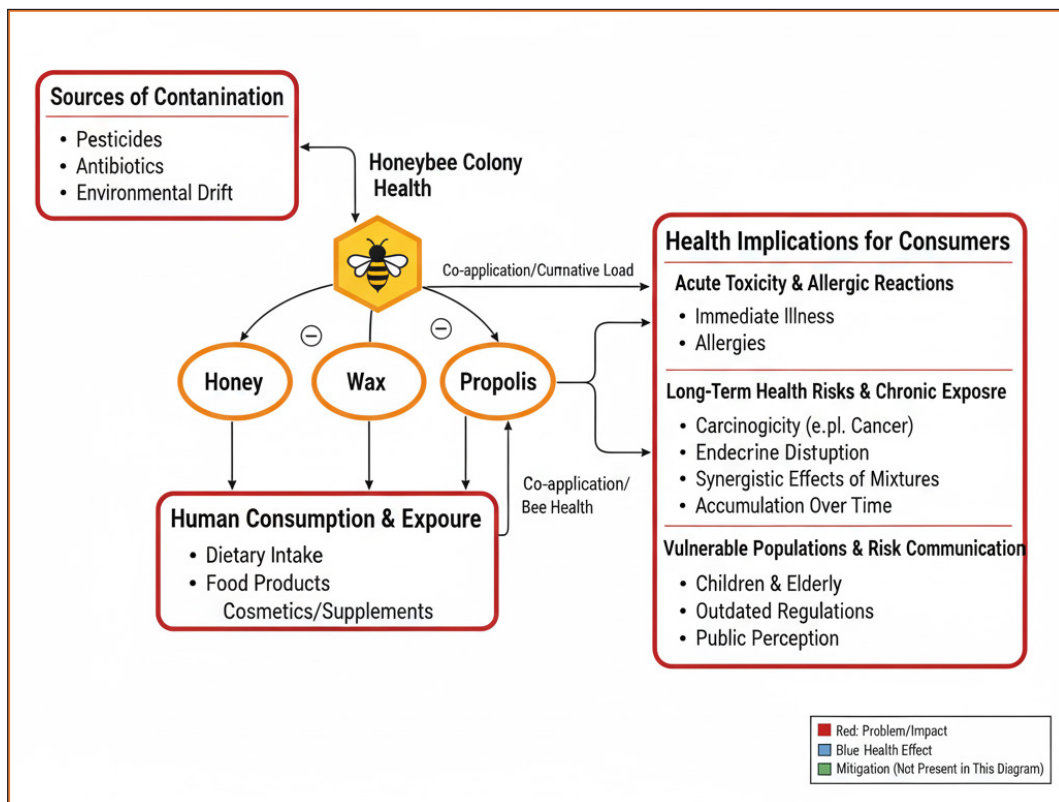 Sources of Contanination
• Pesticides
• Antibiotics
• Environmental Drift
Honeybee Colony
Health
Co-application/Curmative Load
⊖
⊖
Honey
Wax
Propolis
Co-application/
Bee Health
Human Consumption & Expoure
• Dietary Intake
• Food Products
Cosmetics/Supplements
Health Implications for Consumers
Acute Toxicity & Allergic Reactions
• Immediate Illness
• Allergies
Long-Term Health Risks & Chronic Exposre
• Carcinogicity (e.pl. Cancer)
• Endecrine Distuption
• Synergistic Effects of Mixtures
• Accumulation Over Time
Vulnerable Populations & Risk Communication
• Children & Elderly
• Outdated Regulations
• Public Perception
Red: Problem/Impact
Blue Health Effect
Mitigation (Not Present in This Diagram)